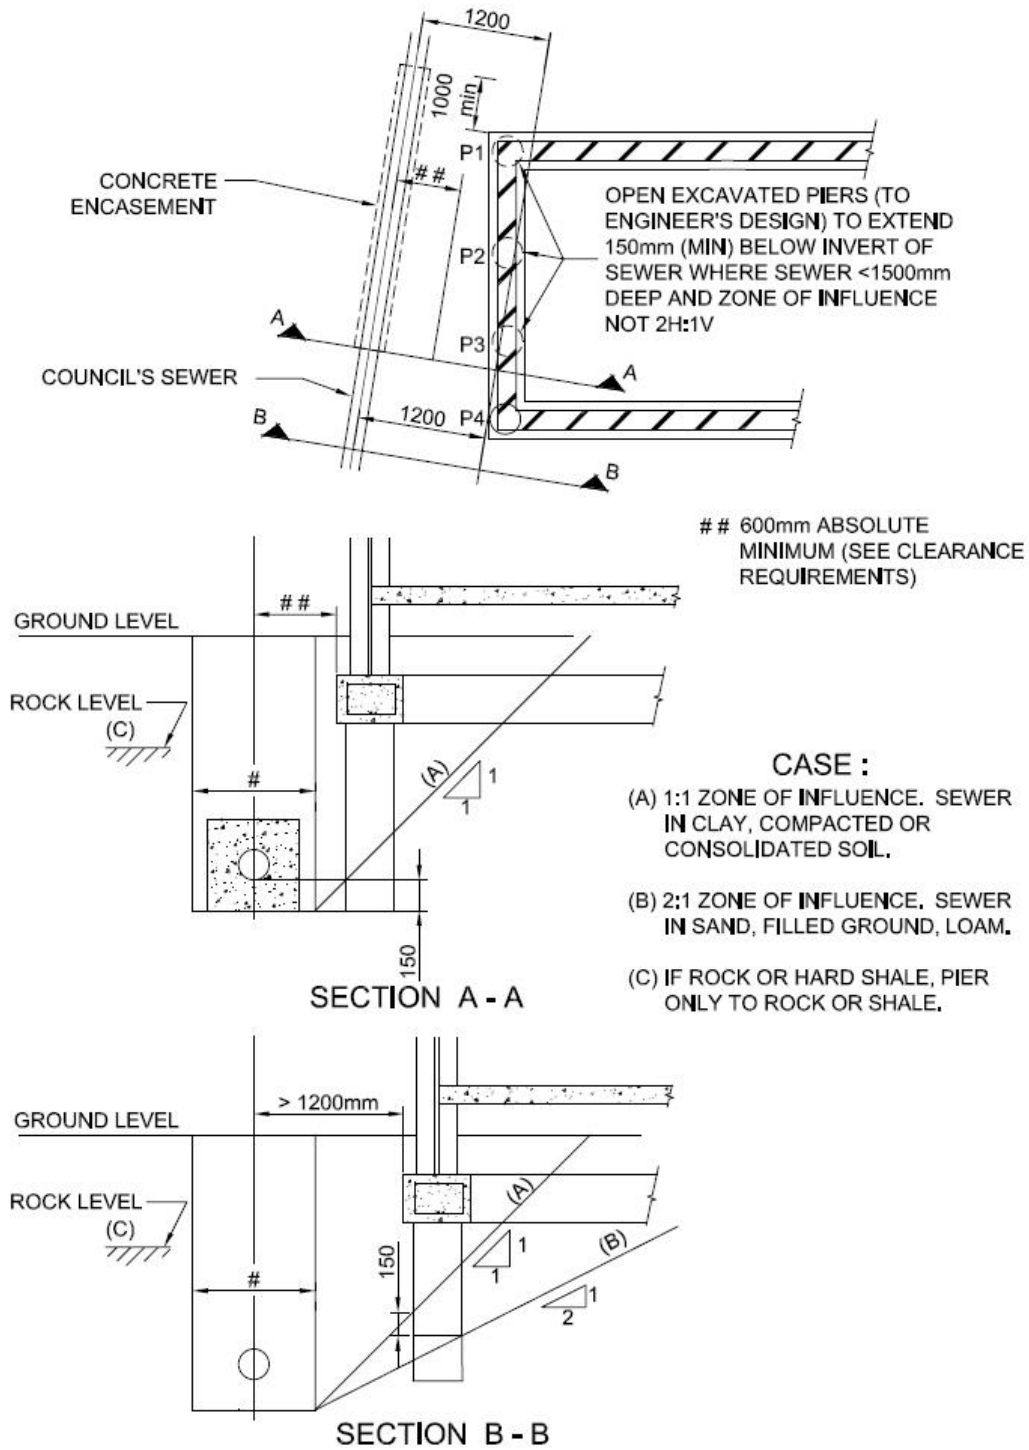 1200
1000
min
P1
##
CONCRETE
ENCASEMENT
OPEN EXCAVATED PIERS (TO
ENGINEER'S DESIGN) TO EXTEND
150mm (MIN) BELOW INVERT OF
SEWER WHERE SEWER <1500mm
DEEP AND ZONE OF INFLUENCE
NOT 2H:1V
P2
A
P3
A
COUNCIL'S SEWER
B
1200
P4
B
## 600mm ABSOLUTE
MINIMUM (SEE CLEARANCE
REQUIREMENTS)
##
GROUND LEVEL
ROCK LEVEL
(C)
#
(A)
1
1
150
SECTION A - A
CASE :
(A) 1:1 ZONE OF INFLUENCE. SEWER
IN CLAY, COMPACTED OR
CONSOLIDATED SOIL.
(B) 2:1 ZONE OF INFLUENCE. SEWER
IN SAND, FILLED GROUND, LOAM.
(C) IF ROCK OR HARD SHALE, PIER
ONLY TO ROCK OR SHALE.
> 1200mm
GROUND LEVEL
ROCK LEVEL
(C)
#
150
(A)
1
1
(B)
1
2
SECTION B - B